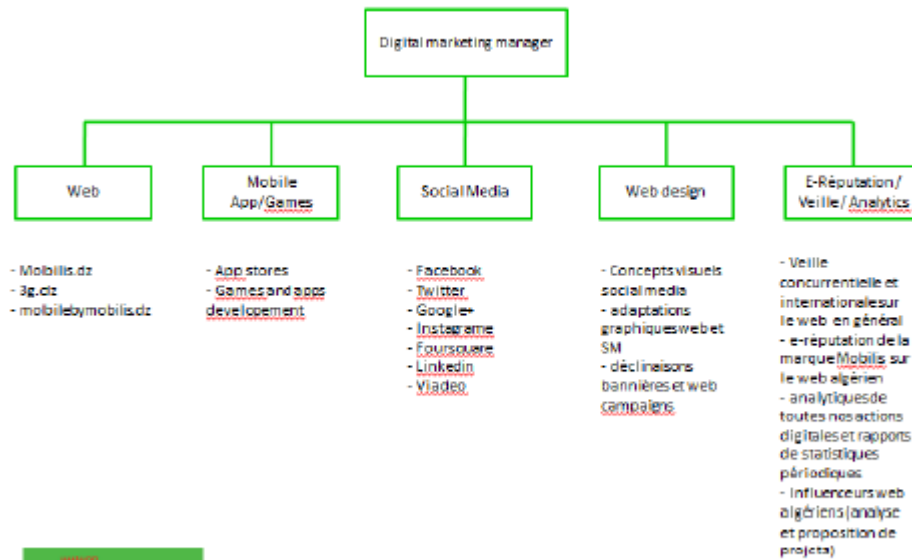 Digital marketing manager
Web
Mobile
App/Games
Social Media
Web design
E-Réputation /
Veille / Analytics
- Mobilis.dz
- 3g.dz
- mobilebymobilis.dz
- App stores
- Games and apps
developement
- Facebook
- Twitter
- Google+
- Instagrame
- Foursquare
- Linkedin
- Viadeo
- Concepts visuels
social media
- adaptations
graphiques web et
SM
- déclinaisons
bannières et web
campaigns
- Veille
concurrentielle et
internationale sur
le web en général
- e-réputation de la
marque Mobilis sur
le web algérien
- analytiques de
toutes nos actions
digitales et rapports
de statistiques
périodiques
- Influenceurs web
algériens (analyse
et proposition de
projets)